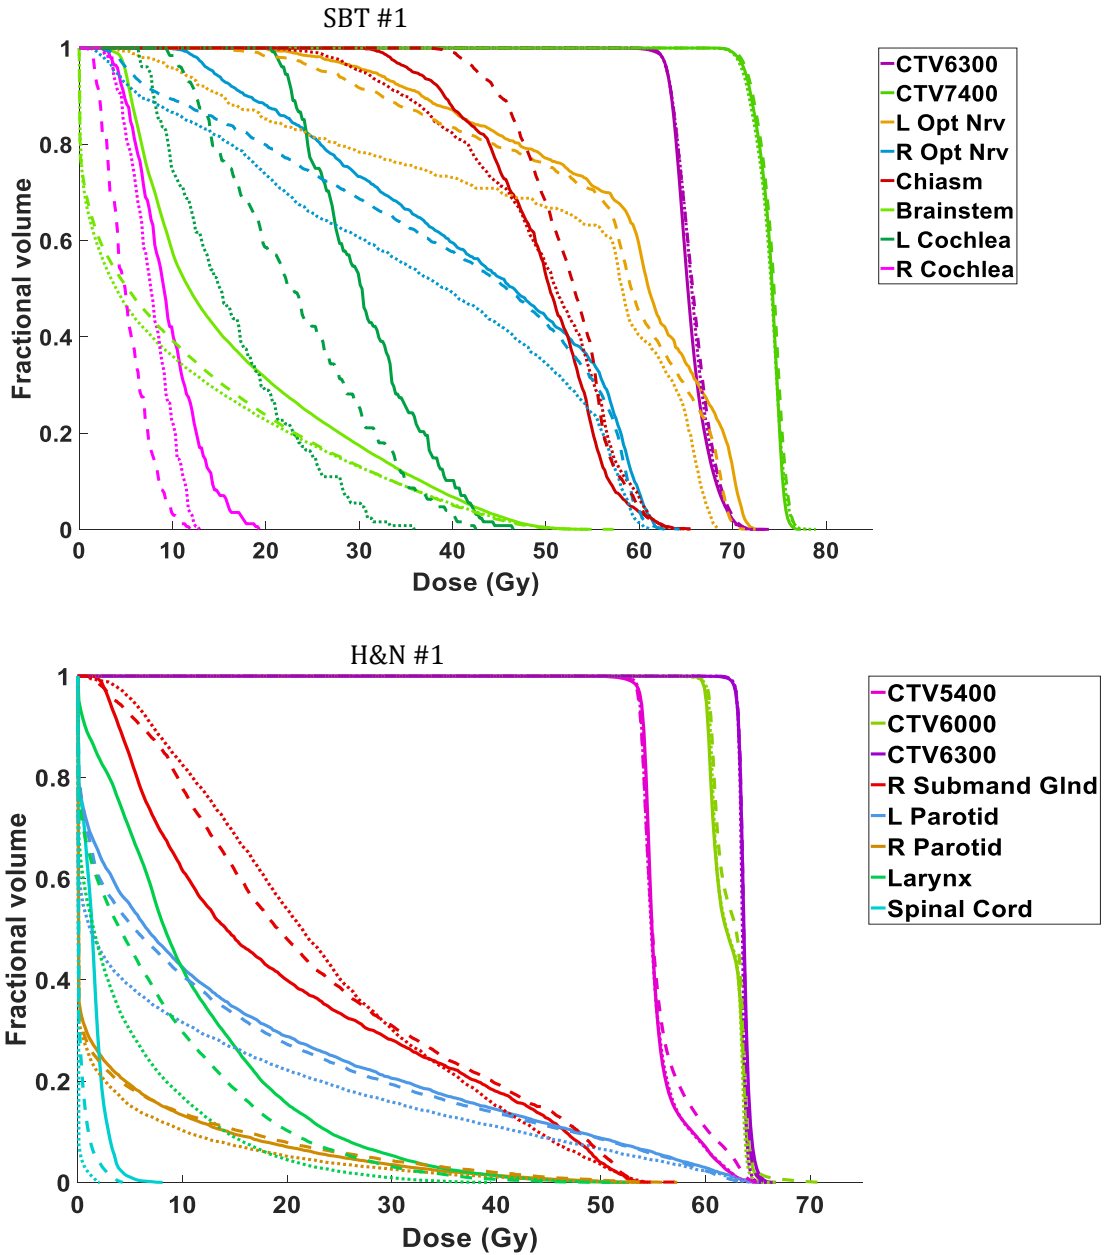 SBT #1
1
0.8
0.6
0.4
0.2
0
0 10 20 30 40 50 60 70 80
Fractional volume
Dose (Gy)
CTV6300
CTV7400
L Opt Nrv
R Opt Nrv
Chiasm
Brainstem
L Cochlea
R Cochlea
H&N #1
1
0.8
0.6
0.4
0.2
0
0 10 20 30 40 50 60 70
Fractional volume
Dose (Gy)
CTV5400
CTV6000
CTV6300
R Submand Glnd
L Parotid
R Parotid
Larynx
Spinal Cord